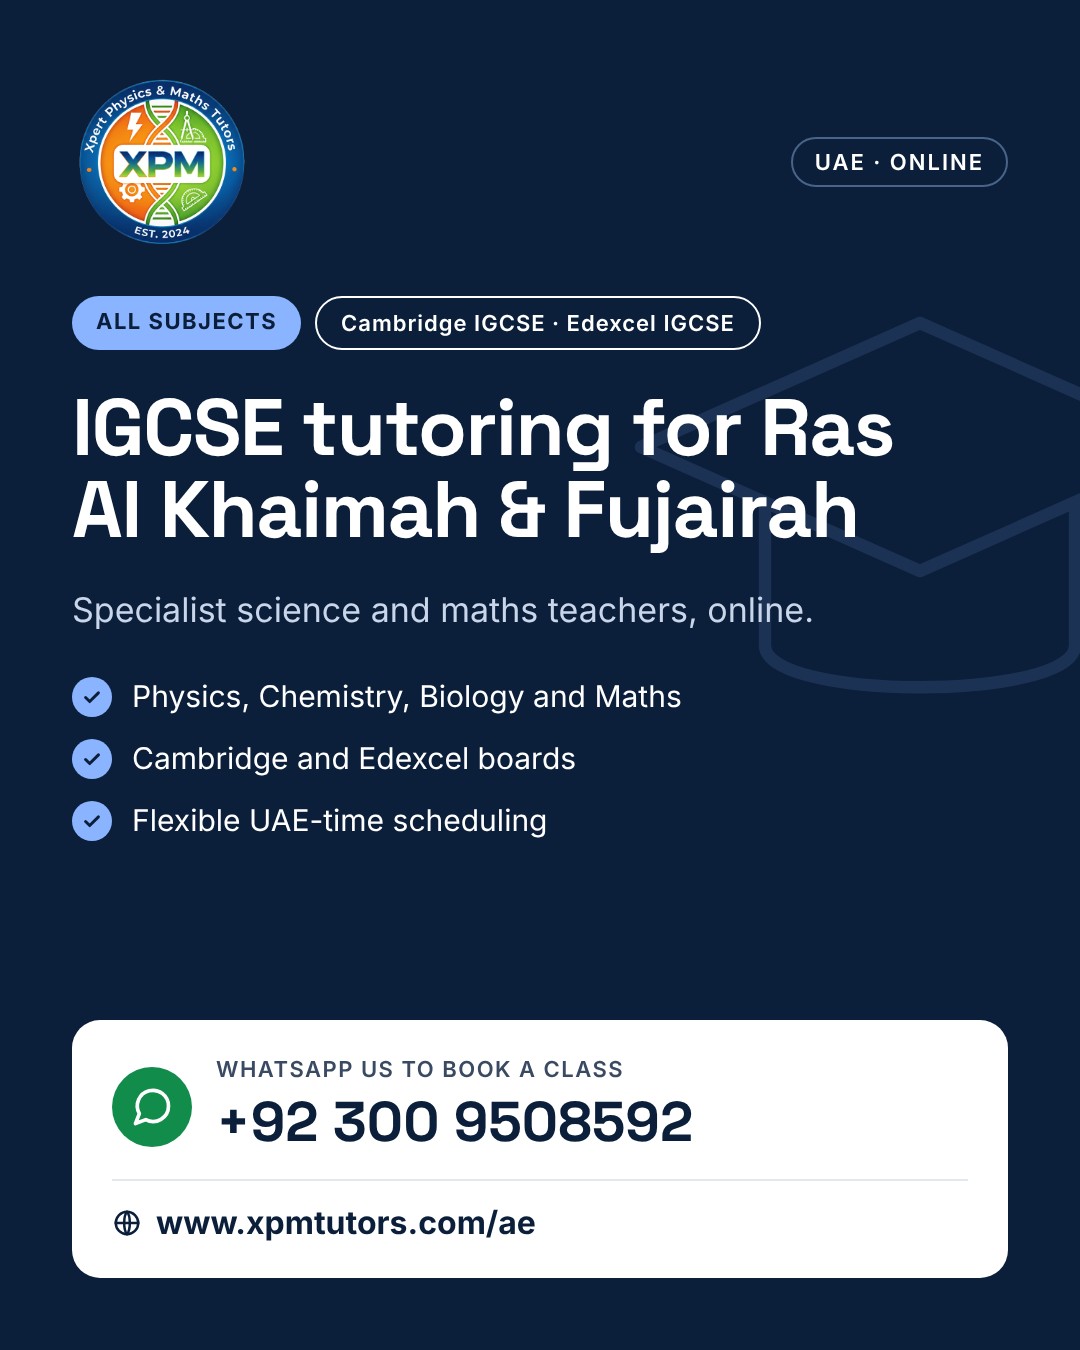 Xpert Physics & Maths Tutors
XPM
EST. 2024
UAE · ONLINE
ALL SUBJECTS
Cambridge IGCSE · Edexcel IGCSE
IGCSE tutoring for Ras
Al Khaimah & Fujairah
Specialist science and maths teachers, online.
Physics, Chemistry, Biology and Maths
Cambridge and Edexcel boards
Flexible UAE-time scheduling
WHATSAPP US TO BOOK A CLASS
+92 300 9508592
www.xpmtutors.com/ae